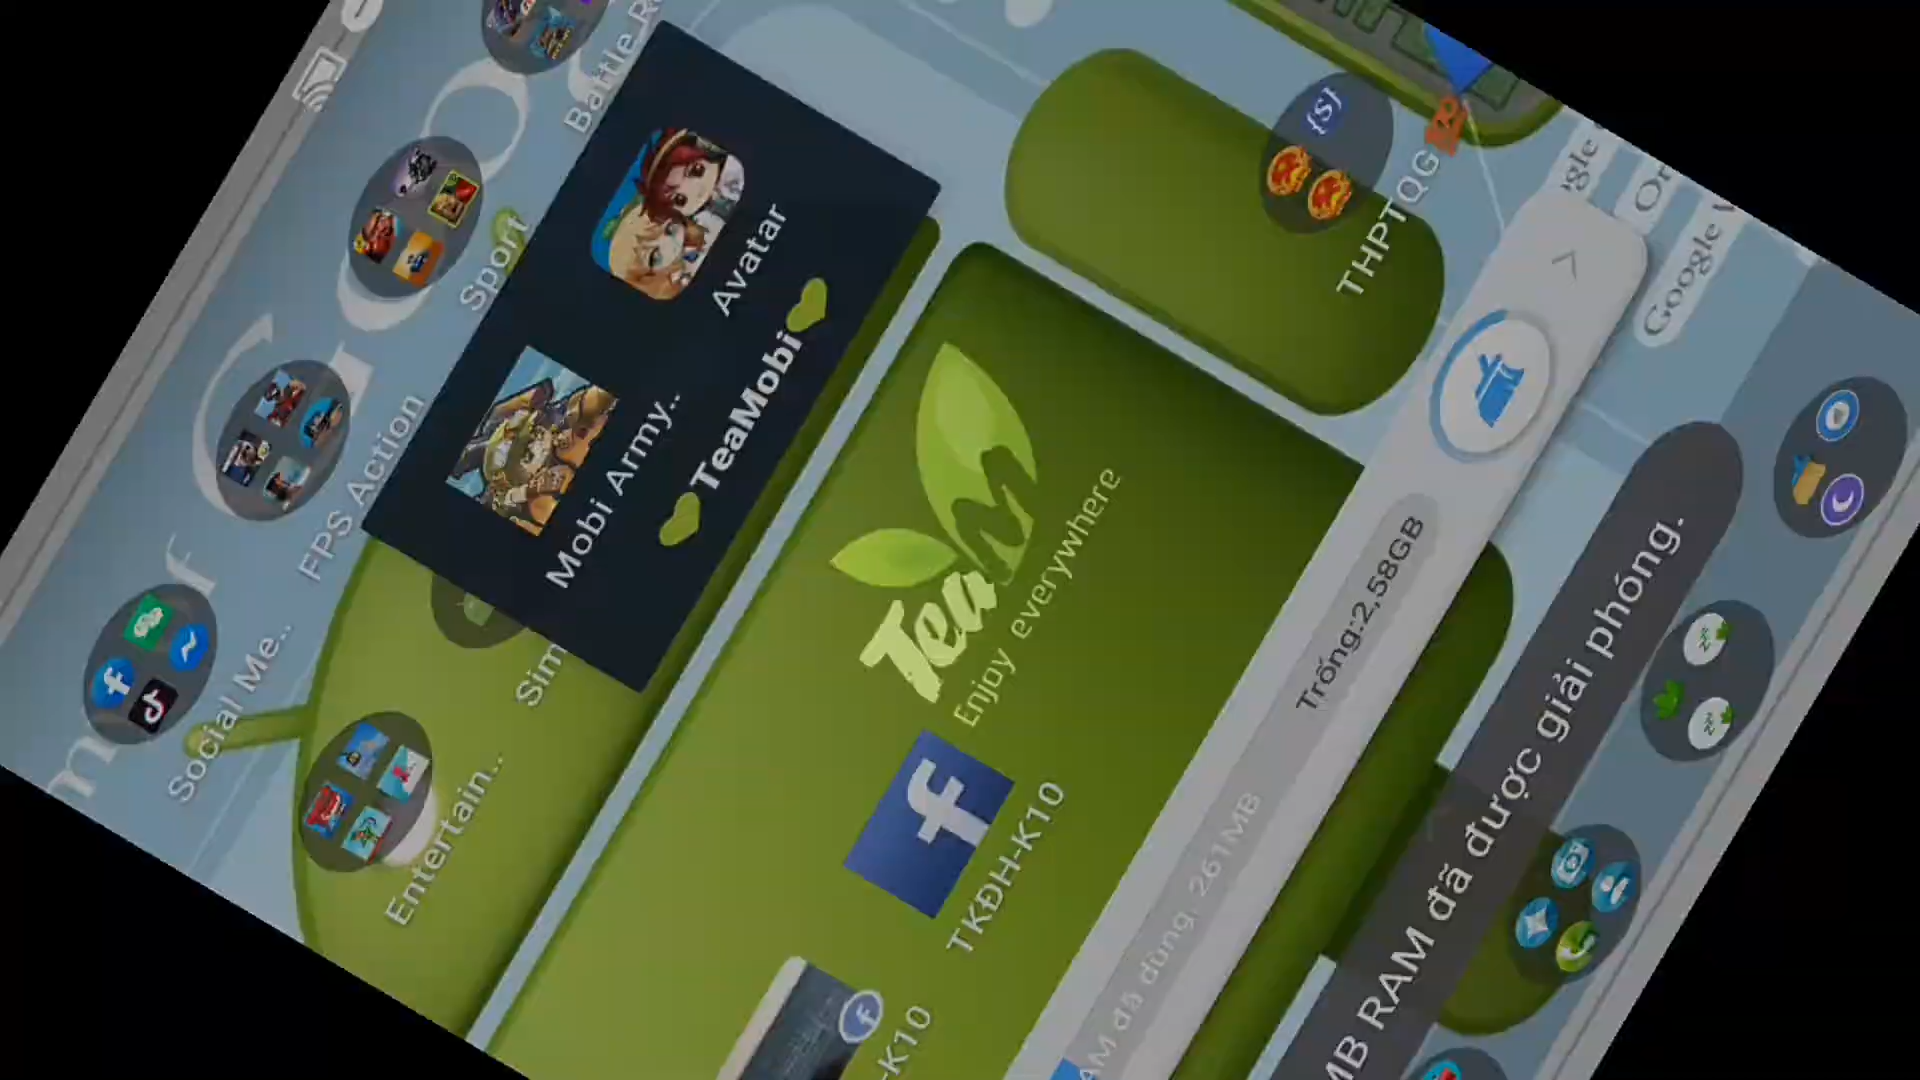 Battle_R
Sport
FPS Action
Social Me..
Entertain..
Sim
Avatar
Mobi Army..
TeaMobi
Tea
Enjoy everywhere
THPTQG
TKĐH-K10
-K10
Trống:2,58GB
AM đã dùng: 261MB
MB RAM đã được giải phóng.
Google